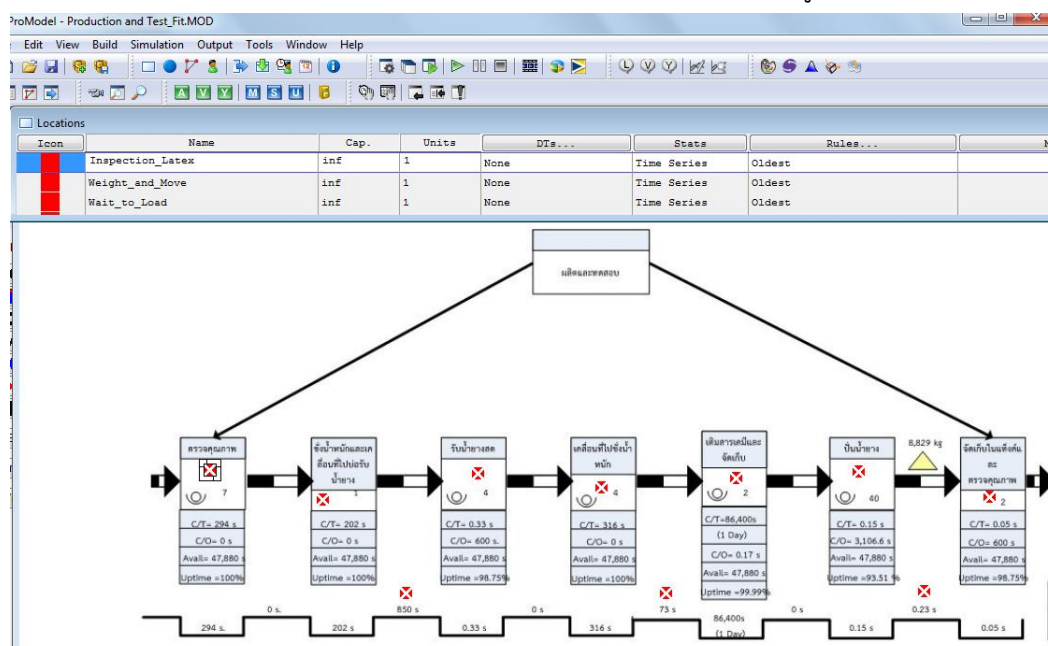 ProModel - Production and Test_Fit.MOD
Edit View Build Simulation Output Tools Window Help
Locations
Icon Name Cap. Units DTs... Stats Rules...
Inspection_Latex inf 1 None Time Series Oldest
Weight_and_Move inf 1 None Time Series Oldest
Wait_to_Load inf 1 None Time Series Oldest
ผลิตและทดสอบ
ตรวจคุณภาพ
7
C/T= 294 s
C/O= 0 s
Avail= 47,880 s
Uptime =100%
ชั่งน้ำหนักและเค
ลื่อนที่ไปบ่อรับ
น้ำยาง
1
C/T= 202 s
C/O= 0 s
Avail= 47,880 s
Uptime =100%
รับน้ำยางสด
4
C/T= 0.33 s
C/O= 600 s.
Avail= 47,880 s
Uptime =98.75%
เคลื่อนที่ไปชั่งน้ำ
หนัก
4
C/T= 316 s
C/O= 0 s
Avail= 47,880 s
Uptime =100%
เติมสารเคมีและ
จัดเก็บ
2
C/T=86,400s
(1 Day)
C/O= 0.17 s
Avail= 47,880 s
Uptime =99.99%
ปั่นน้ำยาง
40
C/T= 0.15 s
C/O= 3,106.6 s
Avail= 47,880 s
Uptime =93.51 %
8,829 kg
จัดเก็บในแท็งค์แ
ละ
ตรวจคุณภาพ
2
C/T= 0.05 s
C/O= 600 s
Avail= 47,880 s
Uptime =98.75%
0 s. 850 s 0 s 73 s 0 s 0.23 s
294 s. 202 s 0.33 s 316 s 86,400s 0.15 s 0.05 s
(1 Day)